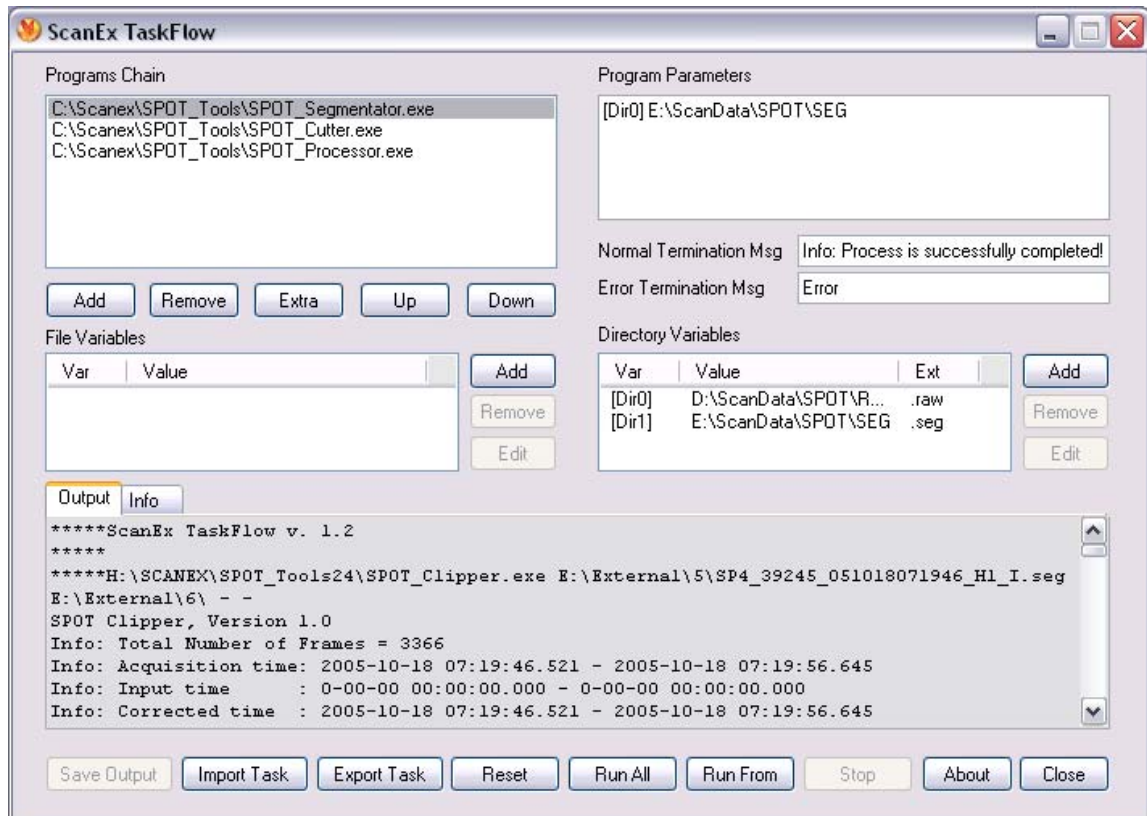 ScanEx TaskFlow
Programs Chain
C:\Scanex\SPOT_Tools\SPOT_Segmentator.exe
C:\Scanex\SPOT_Tools\SPOT_Cutter.exe
C:\Scanex\SPOT_Tools\SPOT_Processor.exe
Add Remove Extra Up Down
Program Parameters
[Dir0] E:\ScanData\SPOT\SEG
Normal Termination Msg Info: Process is successfully completed!
Error Termination Msg Error
File Variables
Var Value
Add
Remove
Edit
Directory Variables
Var Value Ext
[Dir0] D:\ScanData\SPOT\R... .raw
[Dir1] E:\ScanData\SPOT\SEG .seg
Add
Remove
Edit
Output Info
*****ScanEx TaskFlow v. 1.2
*****
*****H:\SCANEX\SPOT_Tools24\SPOT_Clipper.exe E:\External\5\SP4_39245_051018071946_H1_I.seg
E:\External\6\ - -
SPOT Clipper, Version 1.0
Info: Total Number of Frames = 3366
Info: Acquisition time: 2005-10-18 07:19:46.521 - 2005-10-18 07:19:56.645
Info: Input time : 0-00-00 00:00:00.000 - 0-00-00 00:00:00.000
Info: Corrected time : 2005-10-18 07:19:46.521 - 2005-10-18 07:19:56.645
Save Output Import Task Export Task Reset Run All Run From Stop About Close